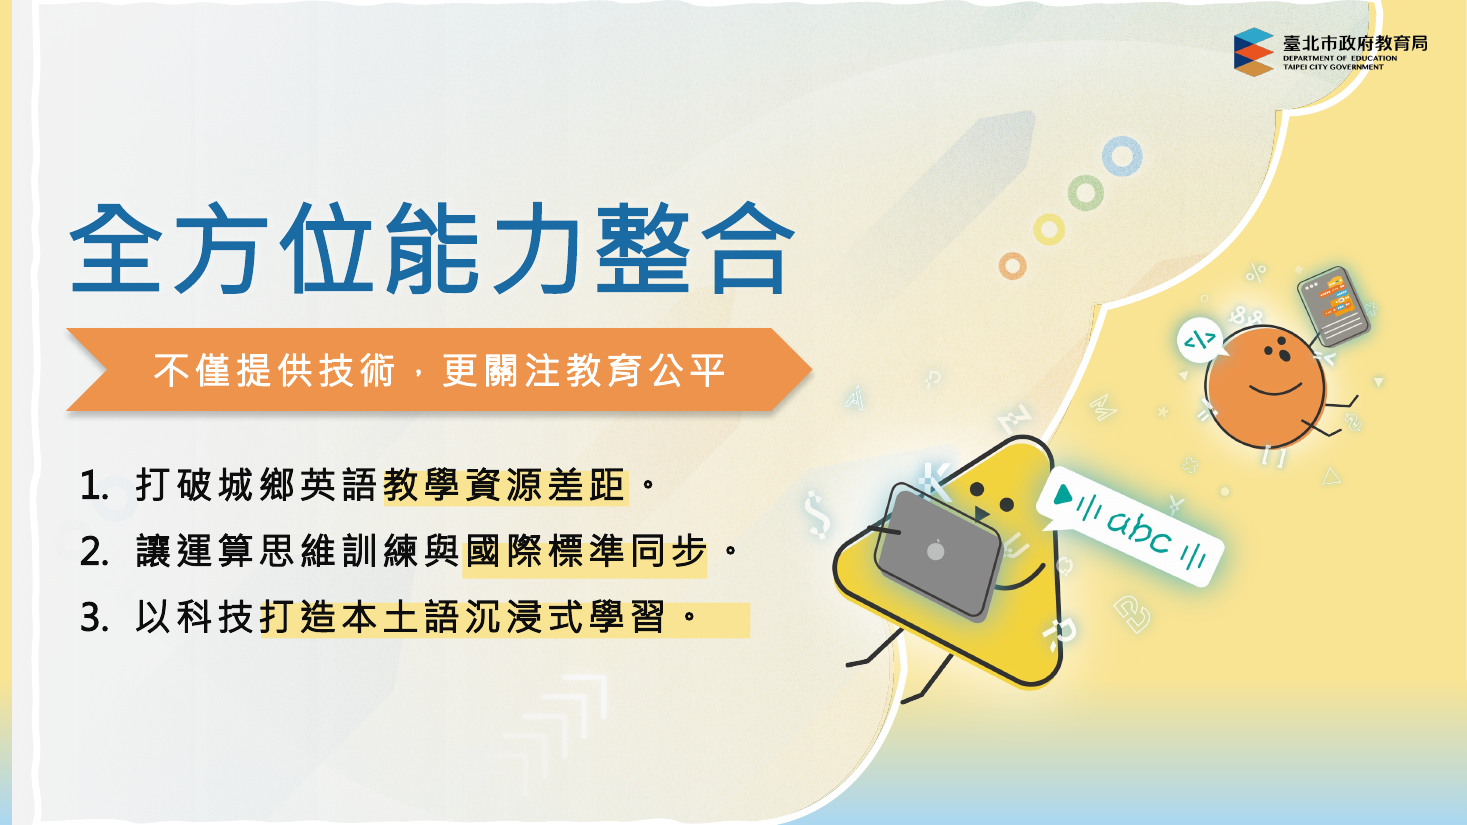 臺北市政府教育局
DEPARTMENT OF EDUCATION
TAIPEI CITY GOVERNMENT
全方位能力整合
不僅提供技術，更關注教育公平
1. 打破城鄉英語教學資源差距。
2. 讓運算思維訓練與國際標準同步。
3. 以科技打造本土語沉浸式學習。
</>
abc